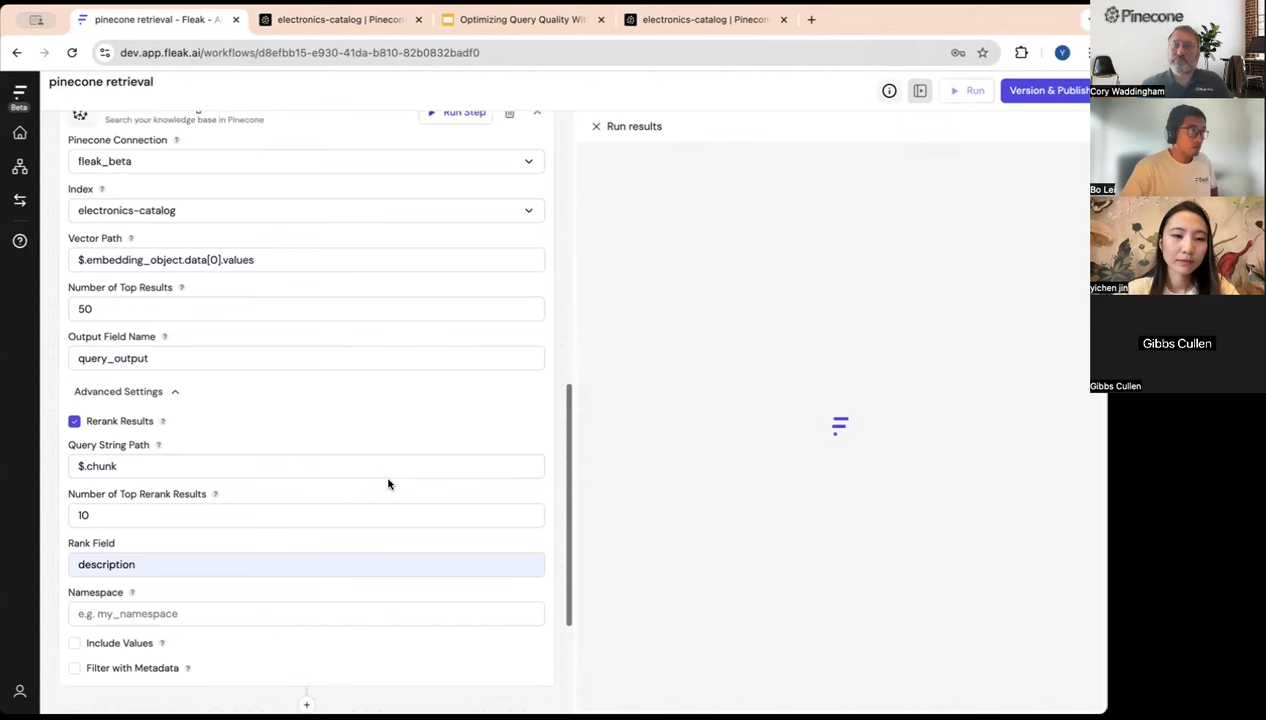 pinecone retrieval - Fleak - A
electronics-catalog | Pinecon
Optimizing Query Quality Wit
electronics-catalog | Pinecon
dev.app.fleak.ai/workflows/d8efbb15-e930-41da-b810-82b0832badf0
Y
Beta
pinecone retrieval
Run
Version & Publish
Search your knowledge base in Pinecone
Run Step
Pinecone Connection
fleak_beta
Index
electronics-catalog
Vector Path
$.embedding_object.data[0].values
Number of Top Results
50
Output Field Name
query_output
Advanced Settings
Rerank Results
Query String Path
$.chunk
Number of Top Rerank Results
10
Rank Field
description
Namespace
e.g. my_namespace
Include Values
Filter with Metadata
Run results
Pinecone
Cory Waddingham
Bo Lei
yichen jin
Gibbs Cullen
Gibbs Cullen